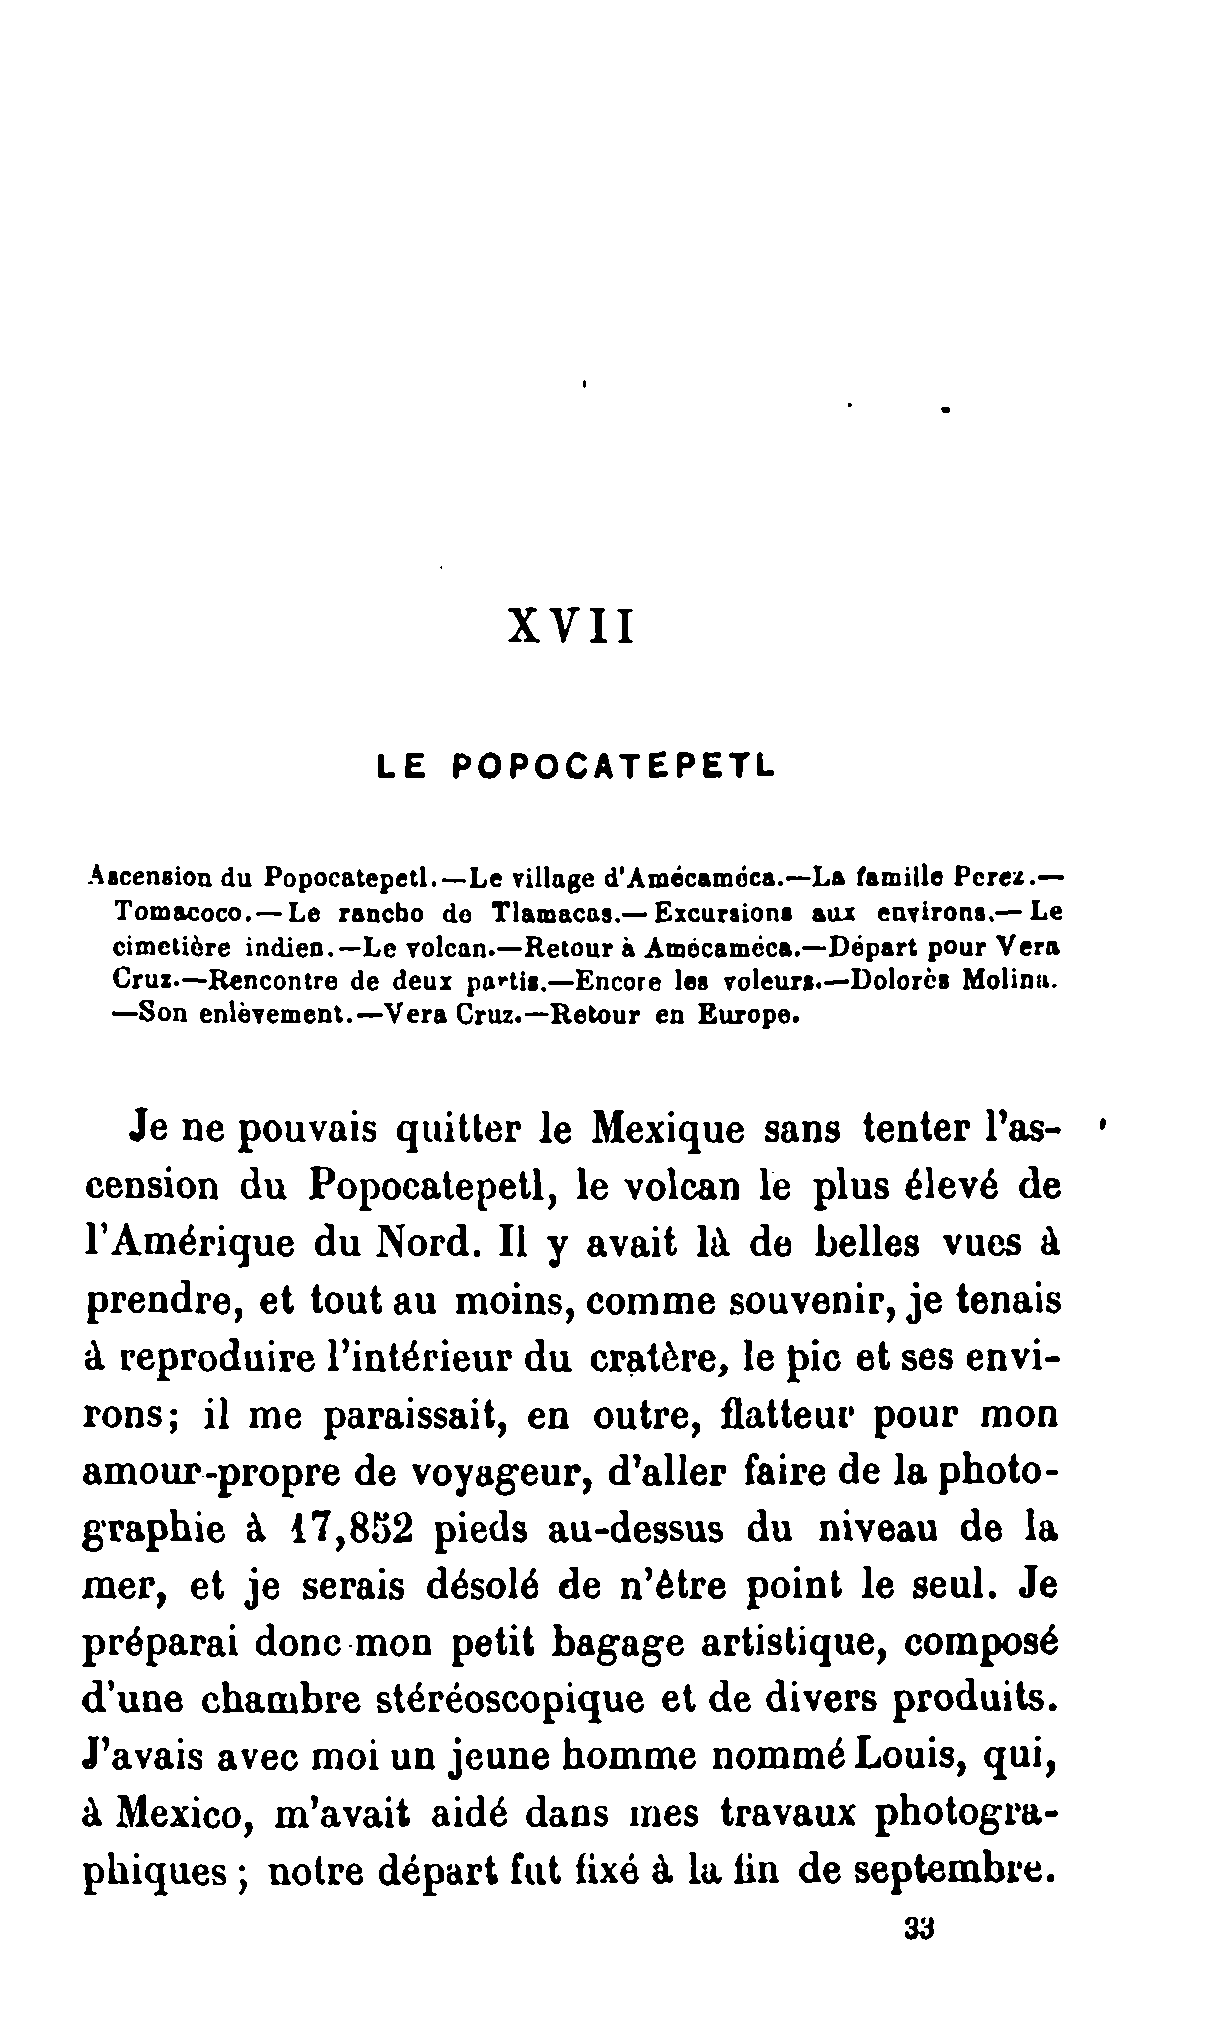 XVII
LE POPOCATEPETL
Ascension du Popocatepetl.—Le village d'Amécaméca.—La famille Perez.—
Tomacoco.—Le rancho de Tlamacas.—Excursions aux environs.—Le
cimetière indien.—Le volcan.—Retour à Amécaméca.—Départ pour Vera
Cruz.—Rencontre de deux partis.—Encore les voleurs.—Dolorès Molina.
—Son enlèvement.—Vera Cruz.—Retour en Europe.
Je ne pouvais quitter le Mexique sans tenter l'as-
cension du Popocatepetl, le volcan le plus élevé de
l'Amérique du Nord. Il y avait là de belles vues à
prendre, et tout au moins, comme souvenir, je tenais
à reproduire l'intérieur du cratère, le pic et ses envi-
rons; il me paraissait, en outre, flatteur pour mon
amour-propre de voyageur, d'aller faire de la photo-
graphie à 17,852 pieds au-dessus du niveau de la
mer, et je serais désolé de n'être point le seul. Je
préparai donc mon petit bagage artistique, composé
d'une chambre stéréoscopique et de divers produits.
J'avais avec moi un jeune homme nommé Louis, qui,
à Mexico, m'avait aidé dans mes travaux photogra-
phiques ; notre départ fut fixé à la fin de septembre.
33